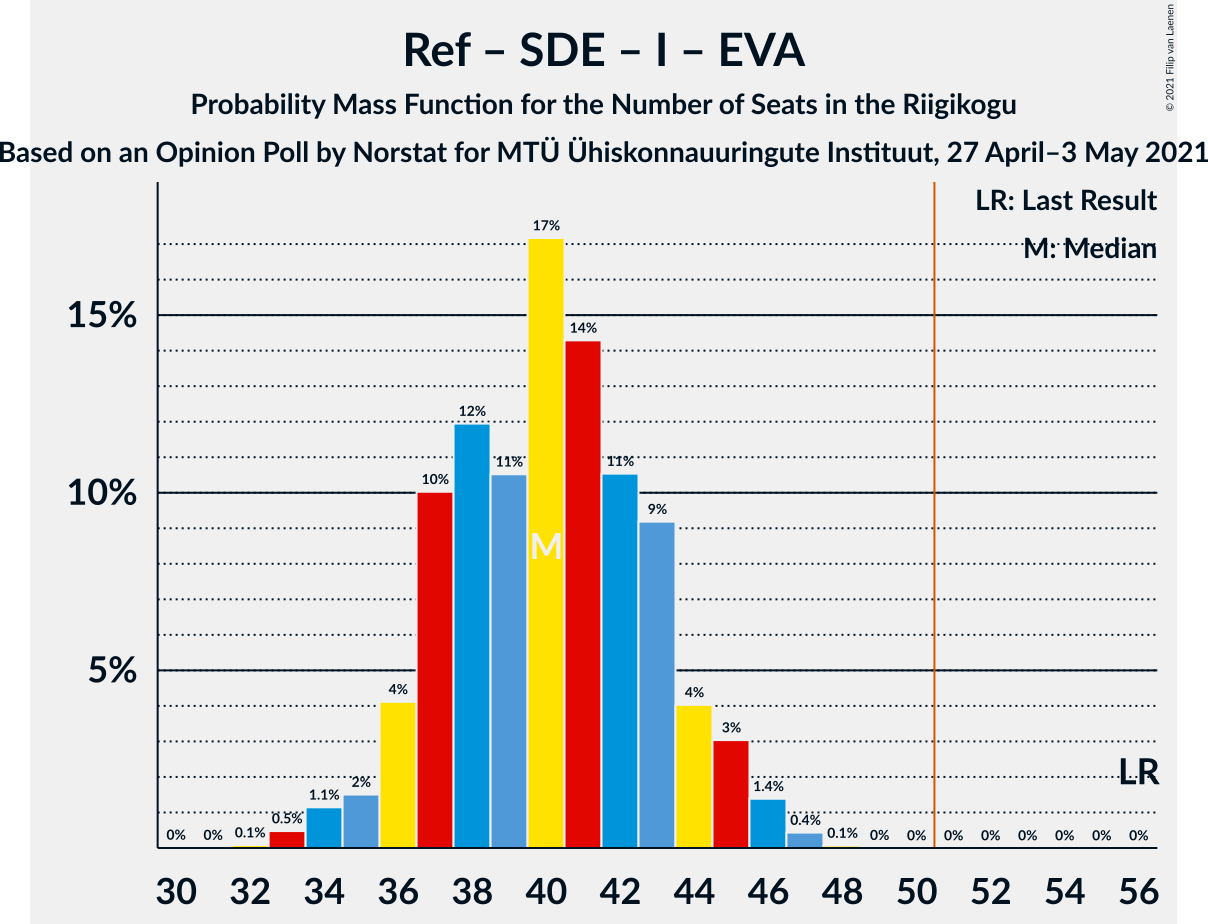 Ref – SDE – I – EVA
Probability Mass Function for the Number of Seats in the Riigikogu
Based on an Opinion Poll by Norstat for MTÜ Ühiskonnauuringute Instituut, 27 April–3 May 2021
© 2021 Filip van Laenen
LR: Last Result
M: Median
17%
15%
14%
12%
11% 11%
10%
10%
9%
M
5%
4% 4%
3%
LR
2%
1.4%
1.1%
0.5% 0.4%
0% 0% 0.1% 0.1% 0% 0% 0% 0% 0% 0% 0% 0%
30 32 34 36 38 40 42 44 46 48 50 52 54 56